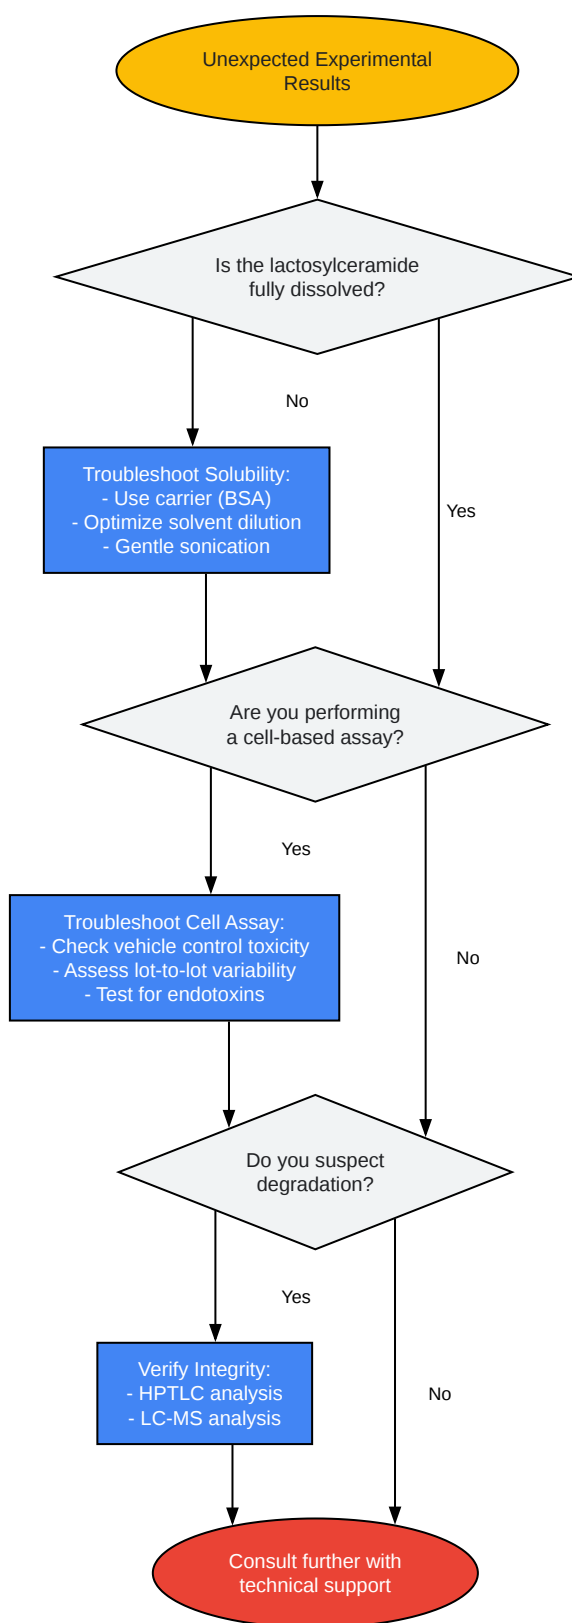 Unexpected Experimental
Results
Is the lactosylceramide
fully dissolved?
No
Troubleshoot Solubility:
- Use carrier (BSA)
- Optimize solvent dilution
- Gentle sonication
Yes
Are you performing
a cell-based assay?
Yes
Troubleshoot Cell Assay:
- Check vehicle control toxicity
- Assess lot-to-lot variability
- Test for endotoxins
No
Do you suspect
degradation?
Yes
Verify Integrity:
- HPTLC analysis
- LC-MS analysis
No
Consult further with
technical support